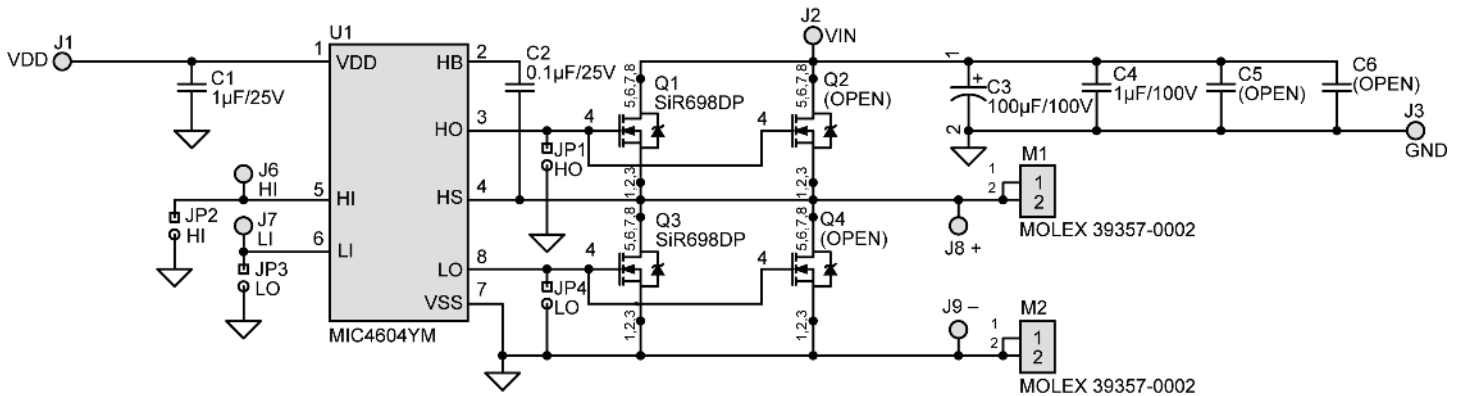 J1
VDD
C1
1µF/25V
U1
1
VDD
HB
2
C2
0.1µF/25V
HO
3
J6
HI
5
HI
HS
4
JP2
HI
J7
LI
6
LI
JP3
LO
LO
8
VSS
7
MIC4604YM
JP1
HO
4
5,6,7,8
Q1
SiR698DP
1,2,3
4
J2
VIN
5,6,7,8
Q2
(OPEN)
1,2,3
JP4
LO
4
5,6,7,8
Q3
SiR698DP
1,2,3
4
5,6,7,8
Q4
(OPEN)
1,2,3
1
+
C3
100µF/100V
2
C4
1µF/100V
C5
(OPEN)
C6
(OPEN)
J3
GND
J8 +
M1
1
2
1
2
MOLEX 39357-0002
J9 –
M2
1
2
1
2
MOLEX 39357-0002